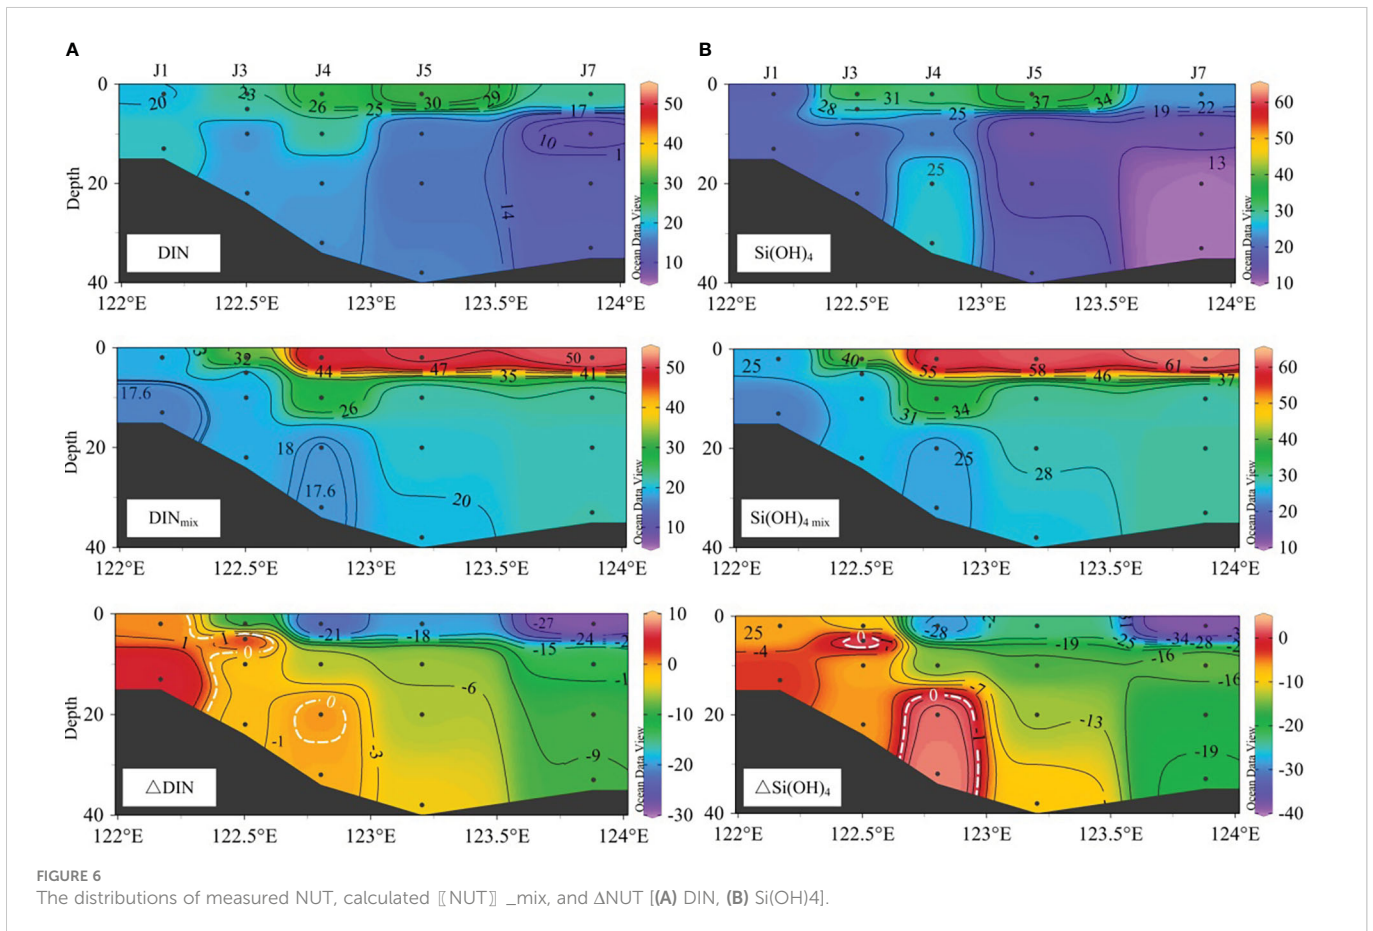 A
B
J1 J3 J4 J5 J7
J1 J3 J4 J5 J7
0
20
40
Depth
20 23 26 25 30 29 17
10
14
DIN
122°E 122.5°E 123°E 123.5°E 124°E
50
40
30
20
10
Ocean Data View
0
20
40
28 31 25 37 34 19 22
25
13
Si(OH)4
122°E 122.5°E 123°E 123.5°E 124°E
60
50
40
30
20
10
Ocean Data View
0
20
40
Depth
32 44 47 35 50 41
17.6
26
18
17.6
20
DINmix
122°E 122.5°E 123°E 123.5°E 124°E
50
40
30
20
10
Ocean Data View
0
20
40
25 40 55 58 46 61 37
31 34
25 28
Si(OH)4 mix
122°E 122.5°E 123°E 123.5°E 124°E
60
50
40
30
20
10
Ocean Data View
0
20
40
Depth
1 1 0 -21 -18 -15 -27 -24
-6
0
-1 -3 -9
△DIN
122°E 122.5°E 123°E 123.5°E 124°E
10
0
-10
-20
-30
Ocean Data View
0
20
40
25
-4 0 -28 -19 -25 -34 -28
-16 -16
0 -7
-13
-19
△Si(OH)4
122°E 122.5°E 123°E 123.5°E 124°E
0
-10
-20
-30
-40
Ocean Data View
FIGURE 6
The distributions of measured NUT, calculated 〖NUT〗_mix, and ΔNUT [(A) DIN, (B) Si(OH)4].